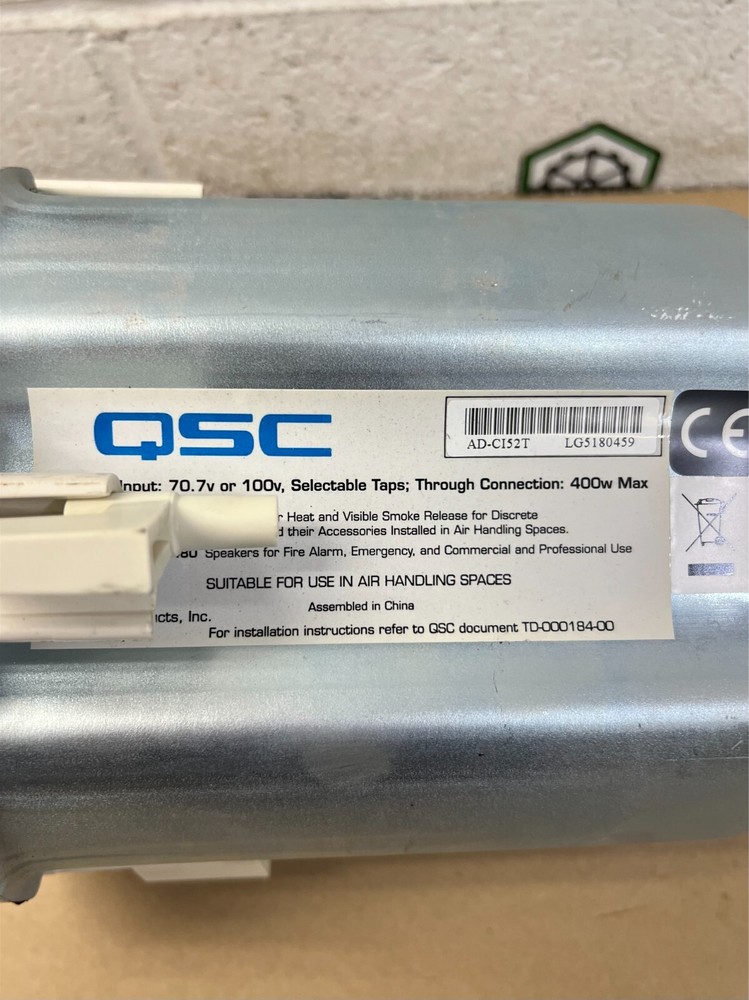 QSC
AD-CI52T LG5180459
Input: 70.7v or 100v, Selectable Taps; Through Connection: 400w Max
Heat and Visible Smoke Release for Discrete
their Accessories Installed in Air Handling Spaces.
Speakers for Fire Alarm, Emergency, and Commercial and Professional Use
SUITABLE FOR USE IN AIR HANDLING SPACES
Assembled in China
Inc.
For installation instructions refer to QSC document TD-000184-00
CE